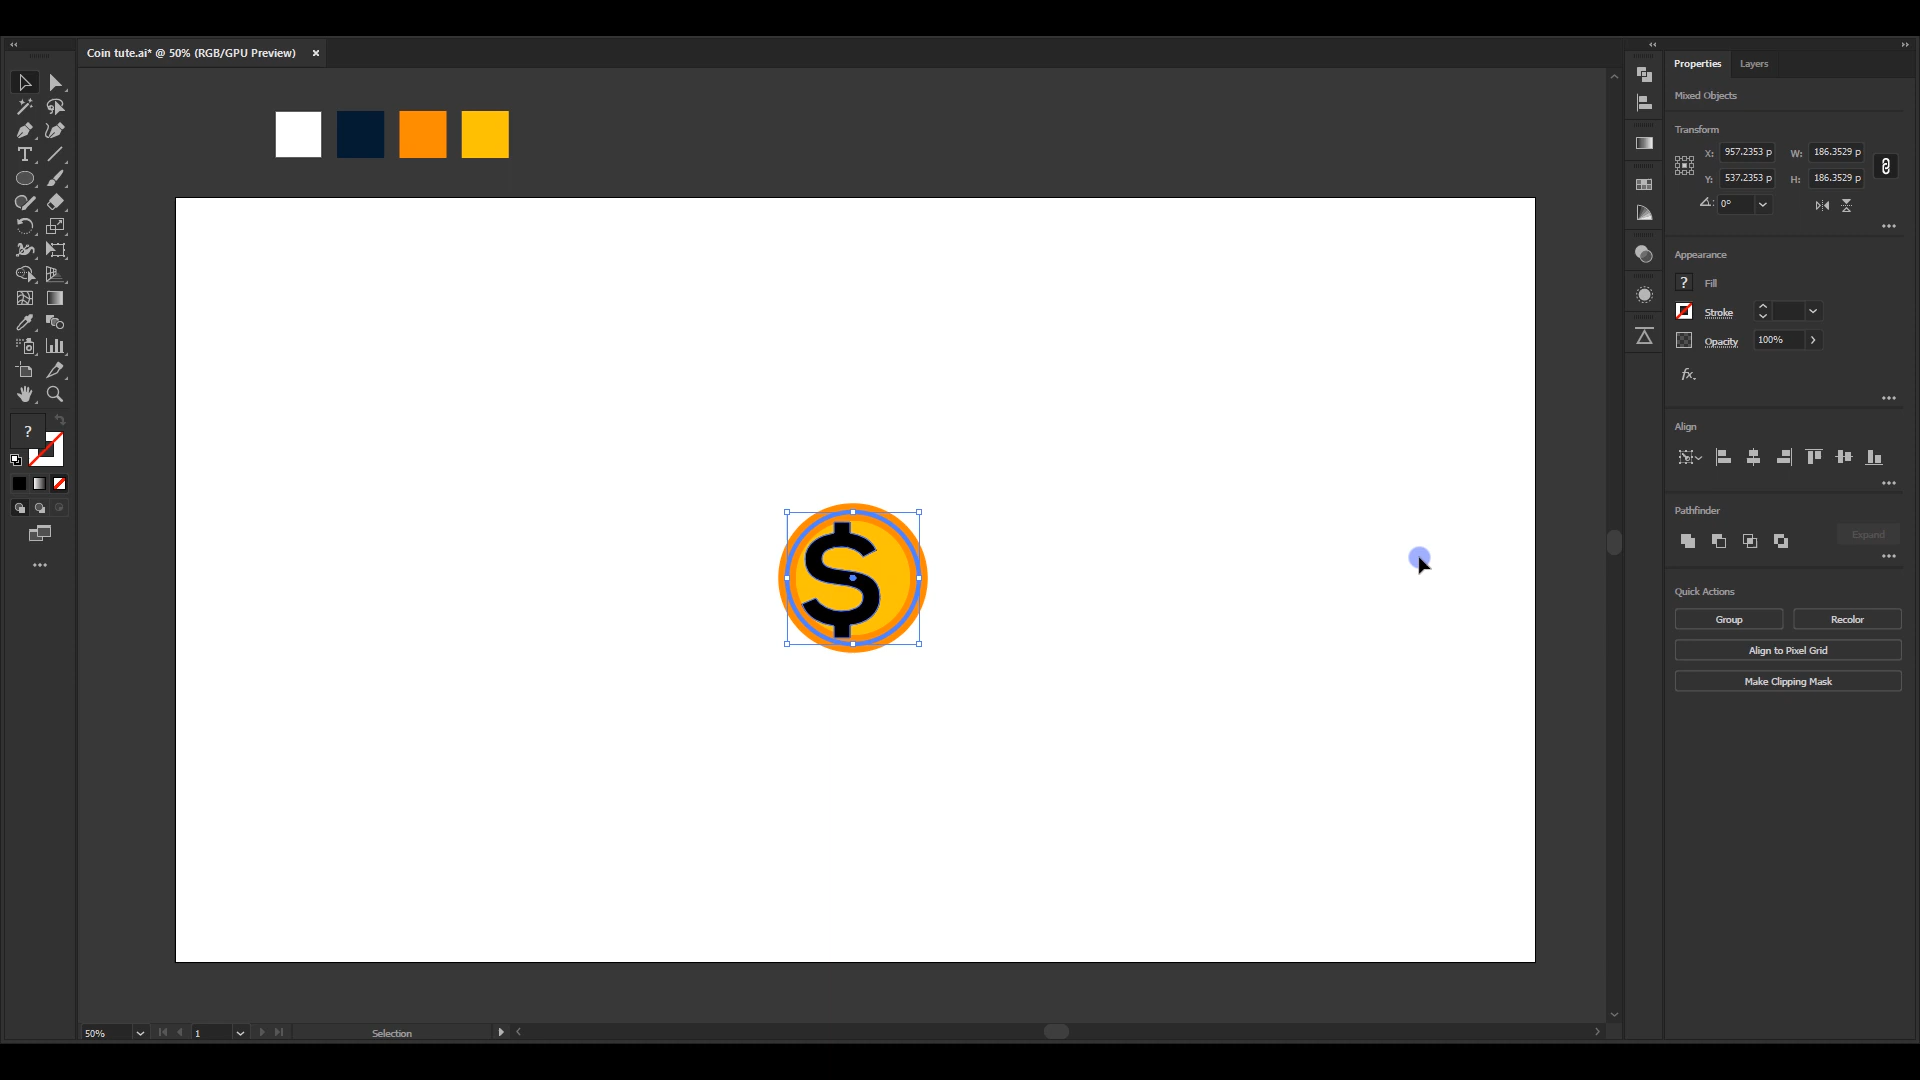 Coin tute.ai* @ 50% (RGB/GPU Preview) ×
Properties Layers
Mixed Objects
Transform
X: 957.2353 p W: 186.3529 p
Y: 537.2353 p H: 186.3529 p
0°
Appearance
? Fill
Stroke
Opacity 100%
fx.
Align
Pathfinder
Expand
Quick Actions
Group Recolor
Align to Pixel Grid
Make Clipping Mask
T
?
$
50% 1 Selection